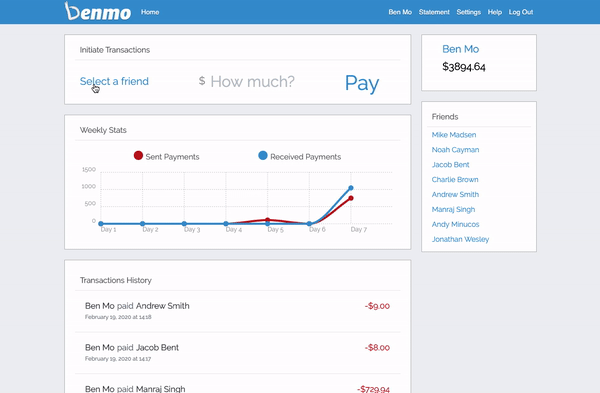 benmo
Home
Ben Mo Statement Settings Help Log Out
Initiate Transactions
Select a friend
$ How much?
Pay
Ben Mo
$3894.64
Weekly Stats
Sent Payments
Received Payments
1500
1000
500
0
Day 1 Day 2 Day 3 Day 4 Day 5 Day 6 Day 7
Friends
Mike Madsen
Noah Cayman
Jacob Bent
Charlie Brown
Andrew Smith
Manraj Singh
Andy Minucos
Jonathan Wesley
Transactions History
Ben Mo paid Andrew Smith -$9.00
February 19, 2020 at 14:18
Ben Mo paid Jacob Bent -$8.00
February 19, 2020 at 14:17
Ben Mo paid Manraj Singh -$729.94